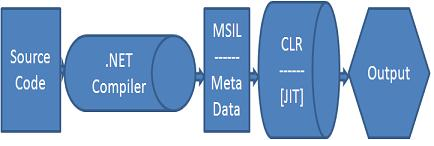 Source
Code
.NET
Compiler
MSIL
------
Meta
Data
CLR
------
[JIT]
Output